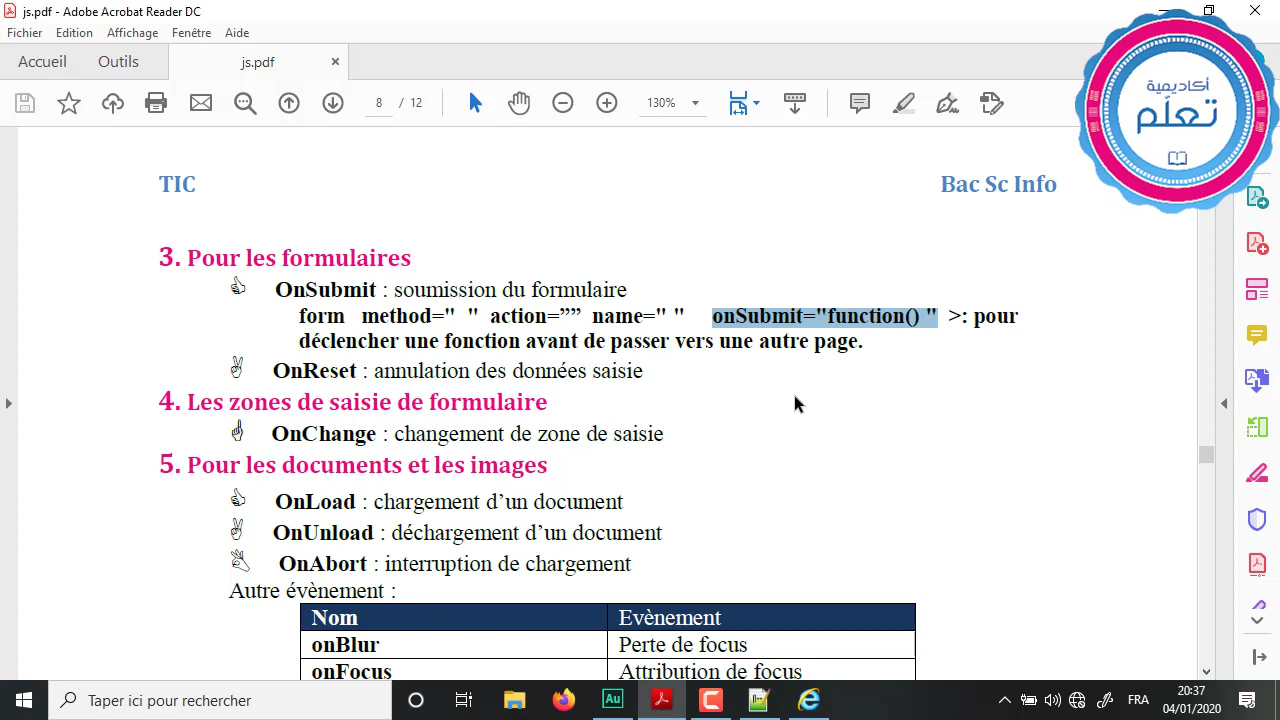 js.pdf - Adobe Acrobat Reader DC
Fichier Edition Affichage Fenêtre Aide
Accueil Outils js.pdf ×
8 / 12 130%
أكاديمية
تعلّم
TIC Bac Sc Info
3. Pour les formulaires
OnSubmit : soumission du formulaire
form method=" " action=”” name=" " onSubmit="function() " >: pour
déclencher une fonction avant de passer vers une autre page.
OnReset : annulation des données saisie
4. Les zones de saisie de formulaire
OnChange : changement de zone de saisie
5. Pour les documents et les images
OnLoad : chargement d’un document
OnUnload : déchargement d’un document
OnAbort : interruption de chargement
Autre évènement :
Nom Evènement
onBlur Perte de focus
onFocus Attribution de focus
Taper ici pour rechercher
Au
FRA
20:37
04/01/2020